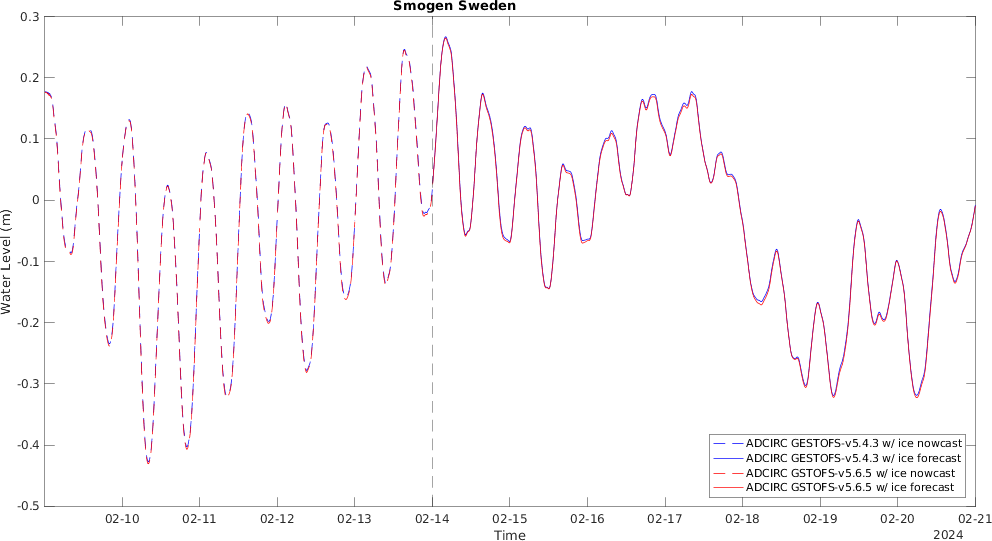 Smogen Sweden
0.3
0.2
0.1
0
-0.1
-0.2
-0.3
-0.4
-0.5
Water Level (m)
ADCIRC GESTOFS-v5.4.3 w/ ice nowcast
ADCIRC GESTOFS-v5.4.3 w/ ice forecast
ADCIRC GSTOFS-v5.6.5 w/ ice nowcast
ADCIRC GSTOFS-v5.6.5 w/ ice forecast
02-10 02-11 02-12 02-13 02-14 02-15 02-16 02-17 02-18 02-19 02-20 02-21
Time
2024